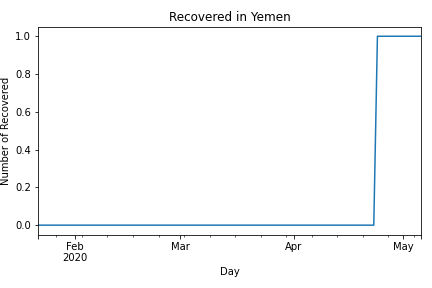 Recovered in Yemen
Number of Recovered
1.0
0.8
0.6
0.4
0.2
0.0
Feb
2020
Mar
Apr
May
Day